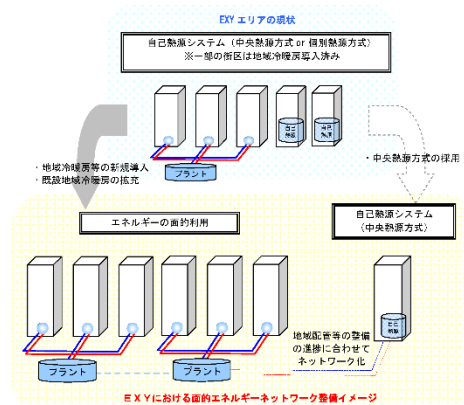 EXYエリアの現状
自己熱源システム（中央熱源方式 or 個別熱源方式）
※一部の街区は地域冷暖房導入済み
自己
熱源
自己
熱源
プラント
・地域冷暖房等の新規導入
・既設地域冷暖房の拡充
・中央熱源方式の採用
エネルギーの面的利用
自己熱源システム
（中央熱源方式）
自己
熱源
地域配管等の整備
の進捗に合わせて
ネットワーク化
プラント
プラント
EXYにおける面的エネルギーネットワーク整備イメージ